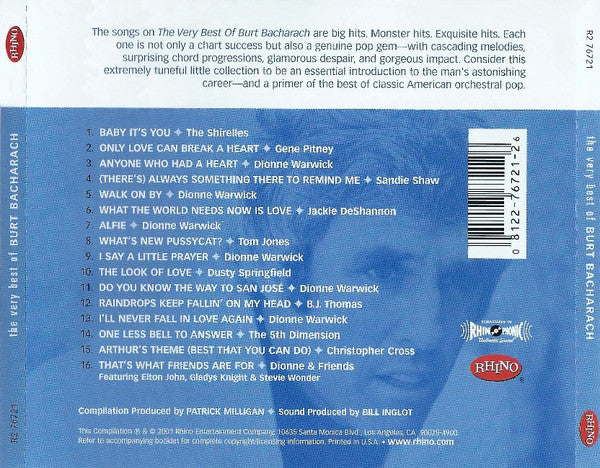 The songs on The Very Best Of Burt Bacharach are big hits. Monster hits. Exquisite hits. Each
one is not only a chart success but also a genuine pop gem—with cascading melodies,
surprising chord progressions, glamorous despair, and gorgeous impact. Consider this
extremely tuneful little collection to be an essential introduction to the man's astonishing
career—and a primer of the best of classic American orchestral pop.
1. BABY IT'S YOU ✦ The Shirelles
2. ONLY LOVE CAN BREAK A HEART ✦ Gene Pitney
3. ANYONE WHO HAD A HEART ✦ Dionne Warwick
4. (THERE'S) ALWAYS SOMETHING THERE TO REMIND ME ✦ Sandie Shaw
5. WALK ON BY ✦ Dionne Warwick
6. WHAT THE WORLD NEEDS NOW IS LOVE ✦ Jackie DeShannon
7. ALFIE ✦ Dionne Warwick
8. WHAT'S NEW PUSSYCAT? ✦ Tom Jones
9. I SAY A LITTLE PRAYER ✦ Dionne Warwick
10. THE LOOK OF LOVE ✦ Dusty Springfield
11. DO YOU KNOW THE WAY TO SAN JOSÉ ✦ Dionne Warwick
12. RAINDROPS KEEP FALLIN' ON MY HEAD ✦ B.J. Thomas
13. I'LL NEVER FALL IN LOVE AGAIN ✦ Dionne Warwick
14. ONE LESS BELL TO ANSWER ✦ The 5th Dimension
15. ARTHUR'S THEME (BEST THAT YOU CAN DO) ✦ Christopher Cross
16. THAT'S WHAT FRIENDS ARE FOR ✦ Dionne & Friends
Featuring Elton John, Gladys Knight & Stevie Wonder
Compilation Produced by PATRICK MILLIGAN ✦ Sound Produced by BILL INGLOT
This Compilation ℗ & © 2001 Rhino Entertainment Company, 10635 Santa Monica Blvd., Los Angeles, CA 90025-4900.
Refer to accompanying booklet for complete copyright/licensing information. Printed in U.S.A. • www.rhino.com
0 81227-6721-2 6
REMASTERED IN
RHINOPHONIC
Authentic Sound
RHINO
RHINO
the very best of BURT BACHARACH
R2 76721
R2 76721
the very best of BURT BACHARACH
RHINO